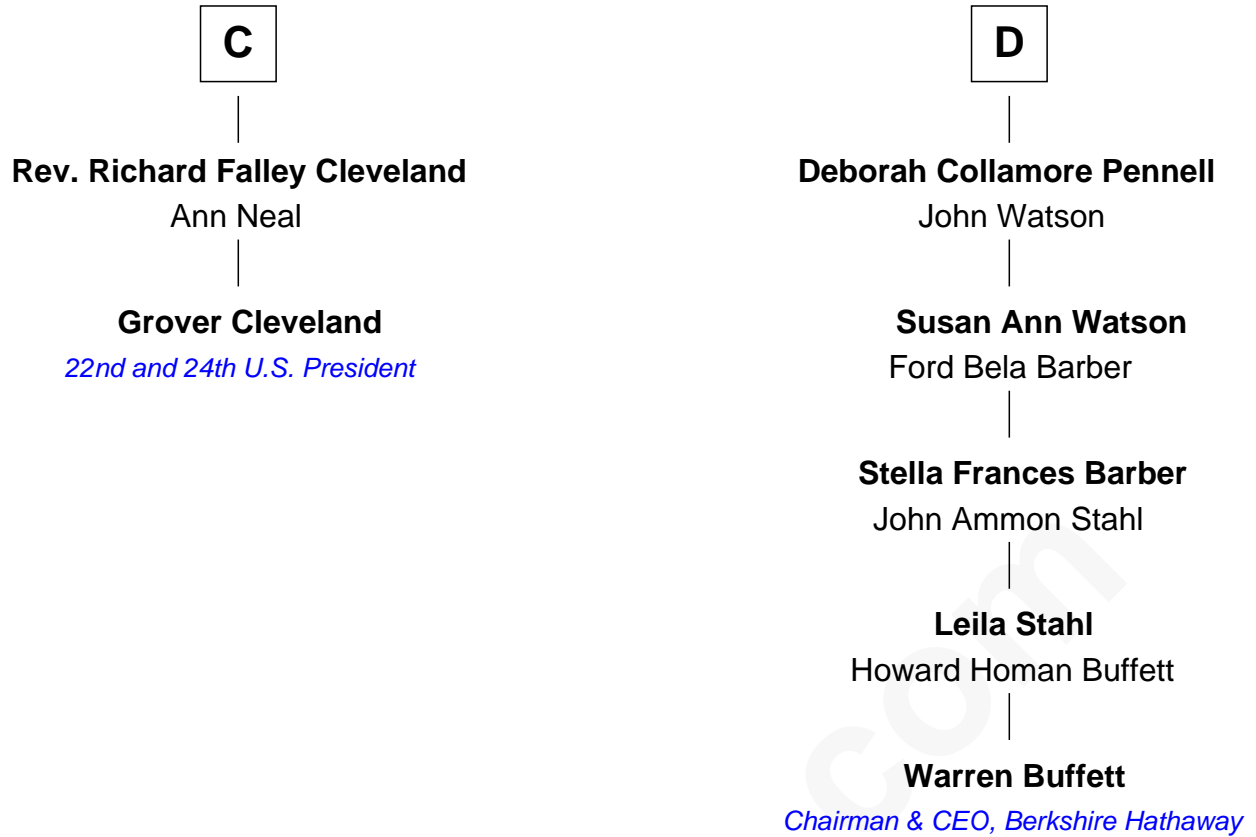 C
Rev. Richard Falley Cleveland
Ann Neal
Grover Cleveland
22nd and 24th U.S. President
D
Deborah Collamore Pennell
John Watson
Susan Ann Watson
Ford Bela Barber
Stella Frances Barber
John Ammon Stahl
Leila Stahl
Howard Homan Buffett
Warren Buffett
Chairman & CEO, Berkshire Hathaway
com